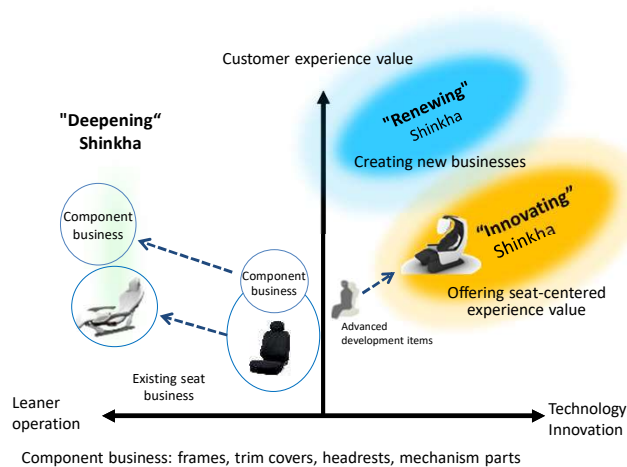 Customer experience value
"Deepening“
Shinkha
"Renewing"
Shinkha
Creating new businesses
Component
business
“Innovating”
Shinkha
Component
business
Offering seat-centered
experience value
Advanced
development items
Existing seat
business
Leaner
operation
Technology
Innovation
Component business: frames, trim covers, headrests, mechanism parts